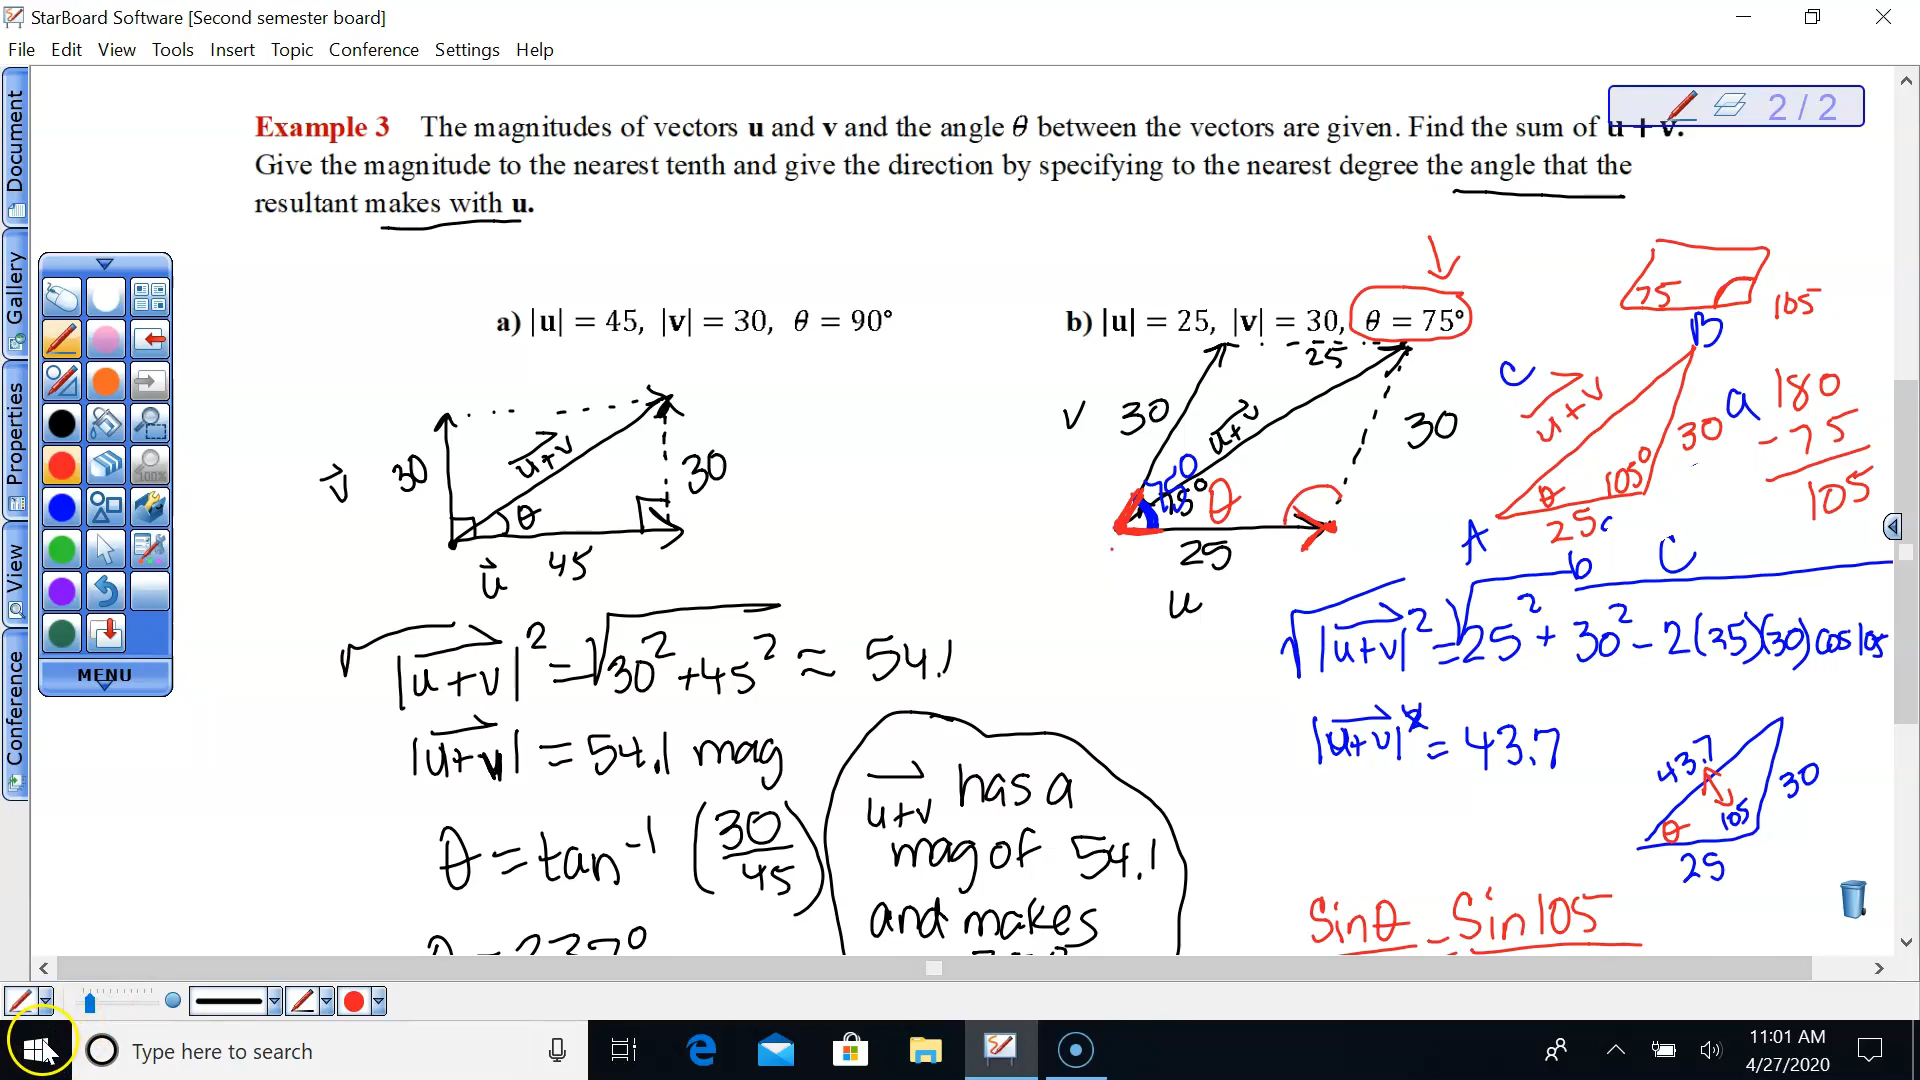 StarBoard Software [Second semester board]
File Edit View Tools Insert Topic Conference Settings Help
Document
Gallery
Properties
View
Conference
MENU
2 / 2
Example 3 The magnitudes of vectors u and v and the angle θ between the vectors are given. Find the sum of u + v.
Give the magnitude to the nearest tenth and give the direction by specifying to the nearest degree the angle that the
resultant makes with u.
a) |u| = 45, |v| = 30, θ = 90°
v 30
u+v
30
θ
u 45
|u+v|² = √30² + 45² ≈ 54.1
|u+v| = 54.1 mag
θ = tan⁻¹ (30/45)
u+v has a
mag of 54.1
and makes
b) |u| = 25, |v| = 30, θ = 75°
25
v 30
u+v
30
75°
θ
25
u
75
105
B
c
u+v
a
30
θ
105°
A
25
b
C
180
-75
105
√|u+v|² = √25² + 30² - 2(35)(30) cos 105
|u+v| = 43.7
43.7
30
θ
105
25
Sinθ = Sin105
100%
Type here to search
11:01 AM
4/27/2020